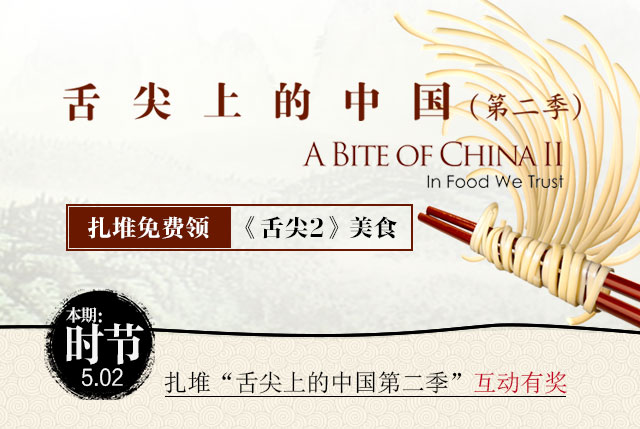 舌尖上的中国(第二季)
A BITE OF CHINA II
In Food We Trust
扎堆免费领《舌尖2》美食
本期:
时节
5.02
扎堆“舌尖上的中国第二季”互动有奖